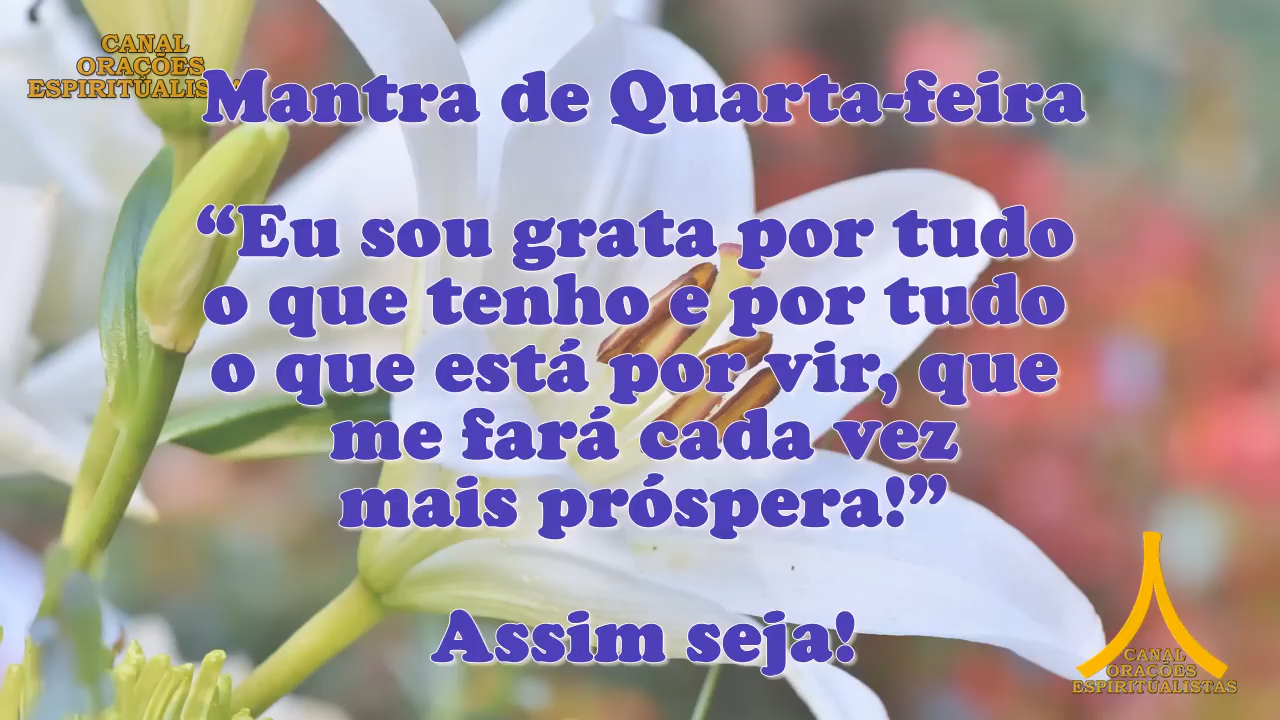 CANAL
ORAÇÕES
ESPIRITUALIS
Mantra de Quarta-feira
“Eu sou grata por tudo
o que tenho e por tudo
o que está por vir, que
me fará cada vez
mais próspera!”
Assim seja!
CANAL
ORAÇÕES
ESPIRITUALISTAS